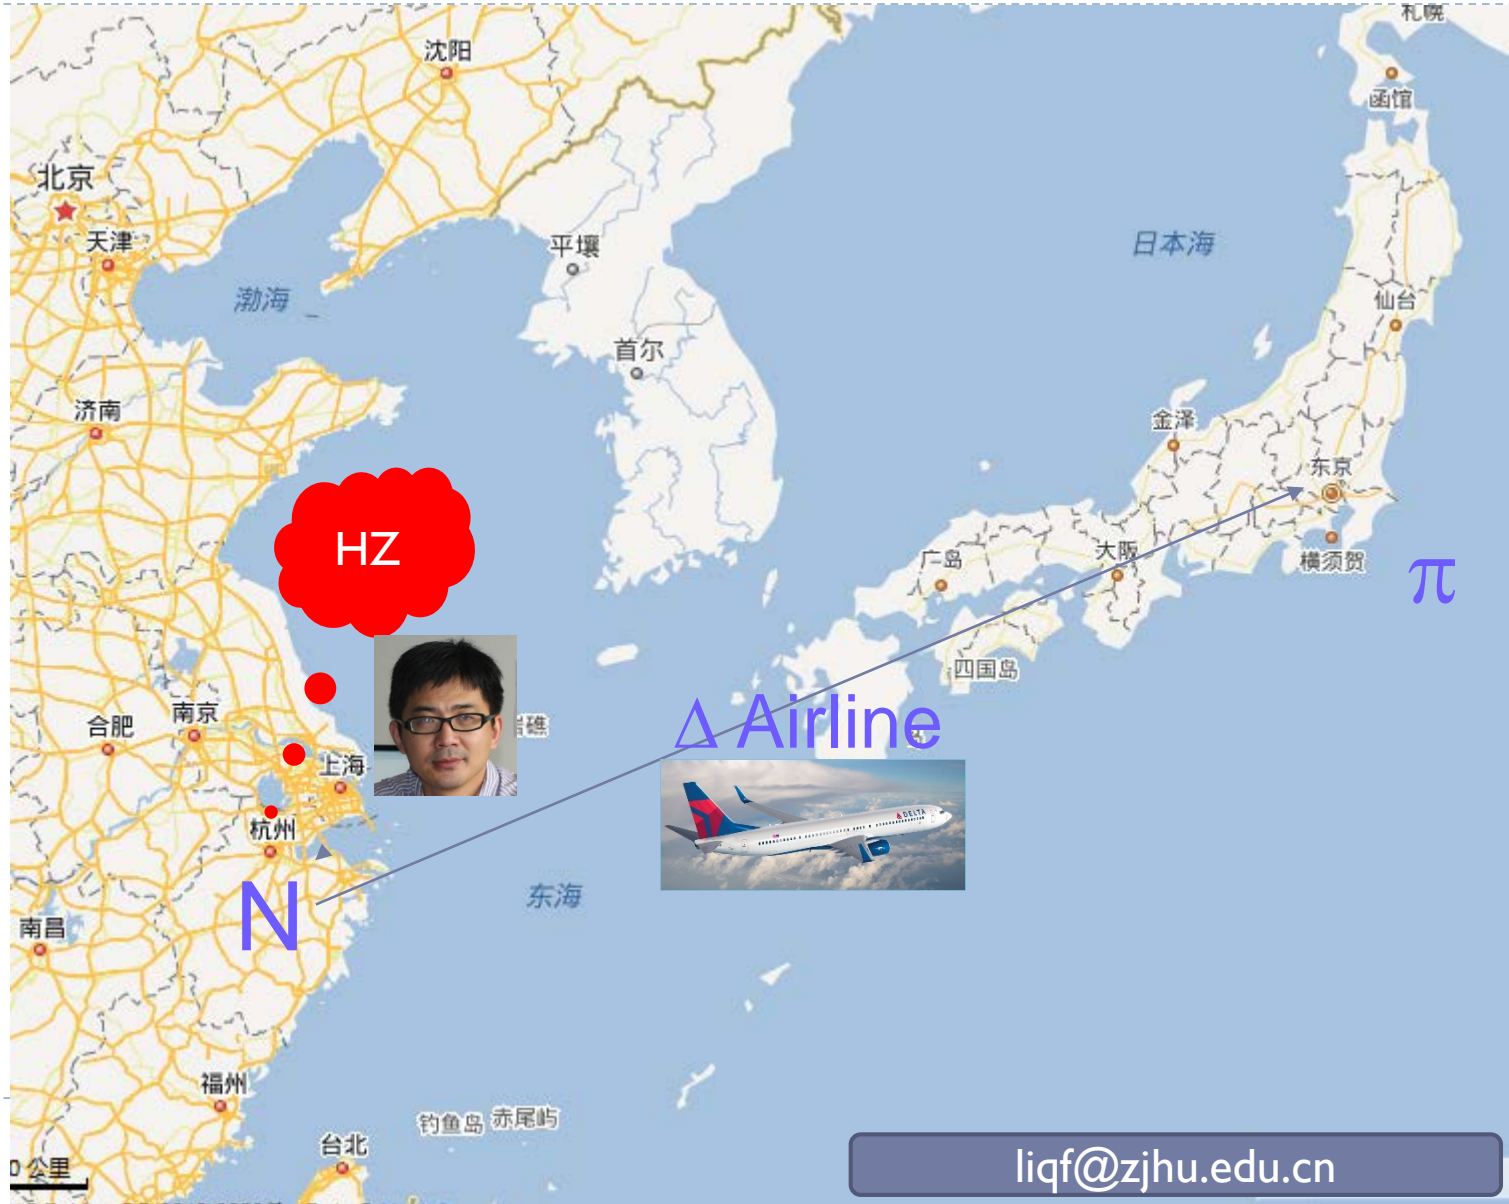 札幌
沈阳
函馆
北京
天津
平壤
日本海
渤海
仙台
首尔
济南
金泽
东京
HZ
广岛
大阪
横须贺
π
四国岛
合肥
南京
礁
Δ Airline
上海
DELTA
杭州
东海
N
南昌
福州
钓鱼岛 赤尾屿
台北
0 公里
liqf@zjhu.edu.cn